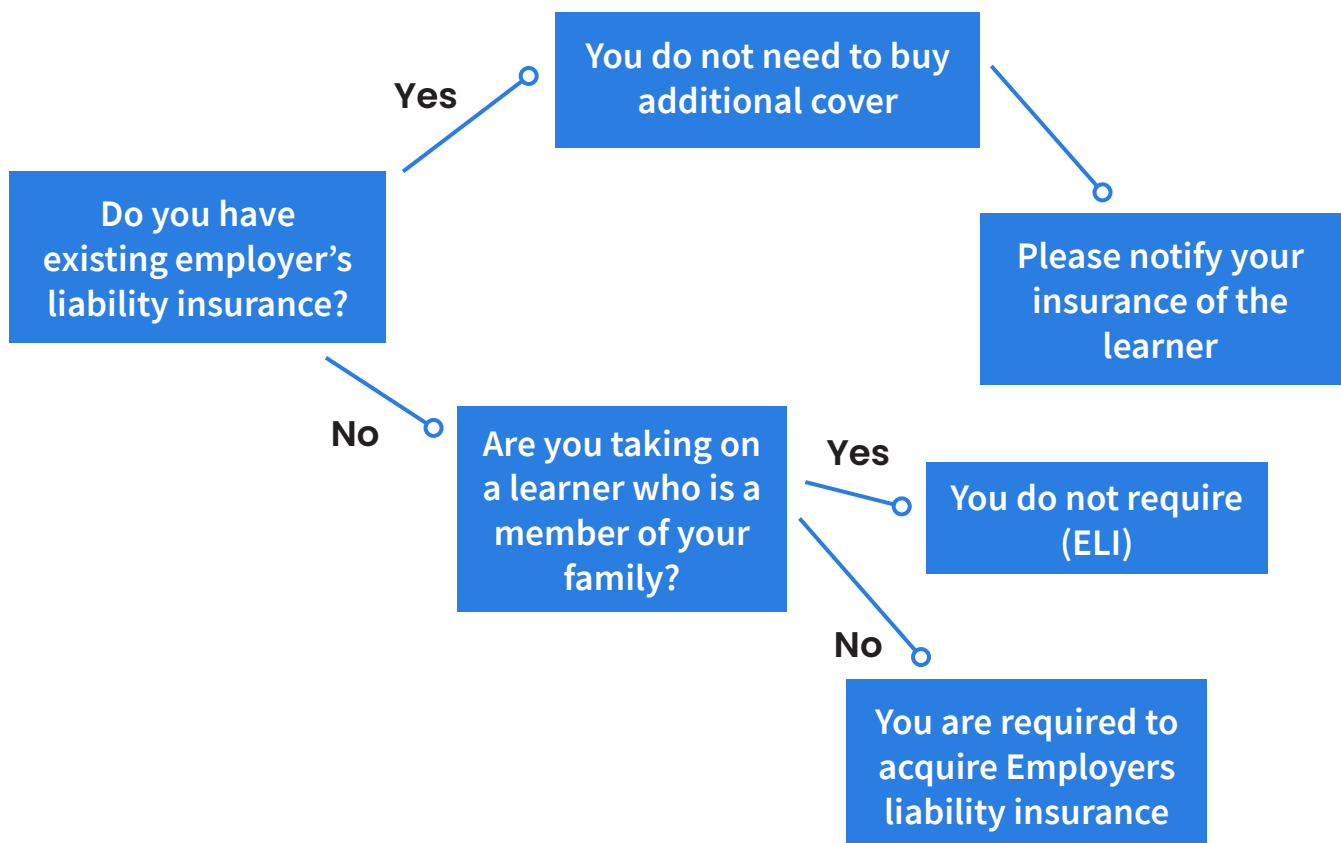 Yes
You do not need to buy
additional cover
Do you have
existing employer’s
liability insurance?
Please notify your
insurance of the
learner
No
Are you taking on
a learner who is a
member of your
family?
Yes
You do not require
(ELI)
No
You are required to
acquire Employers
liability insurance